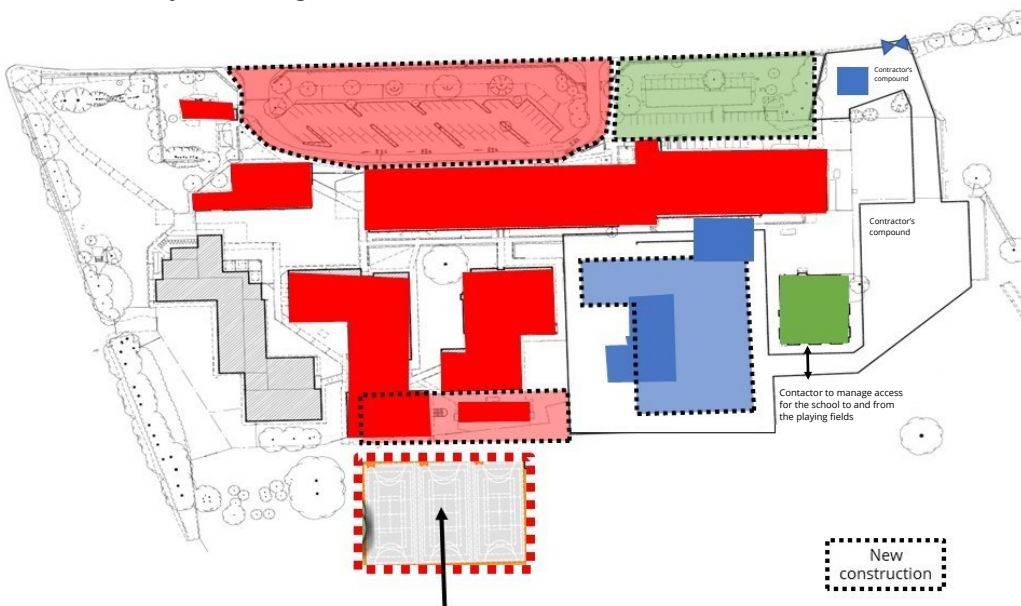 Contractor's
compound
Contractor's
compound
Contactor to manage access
for the school to and from
the playing fields
New
construction